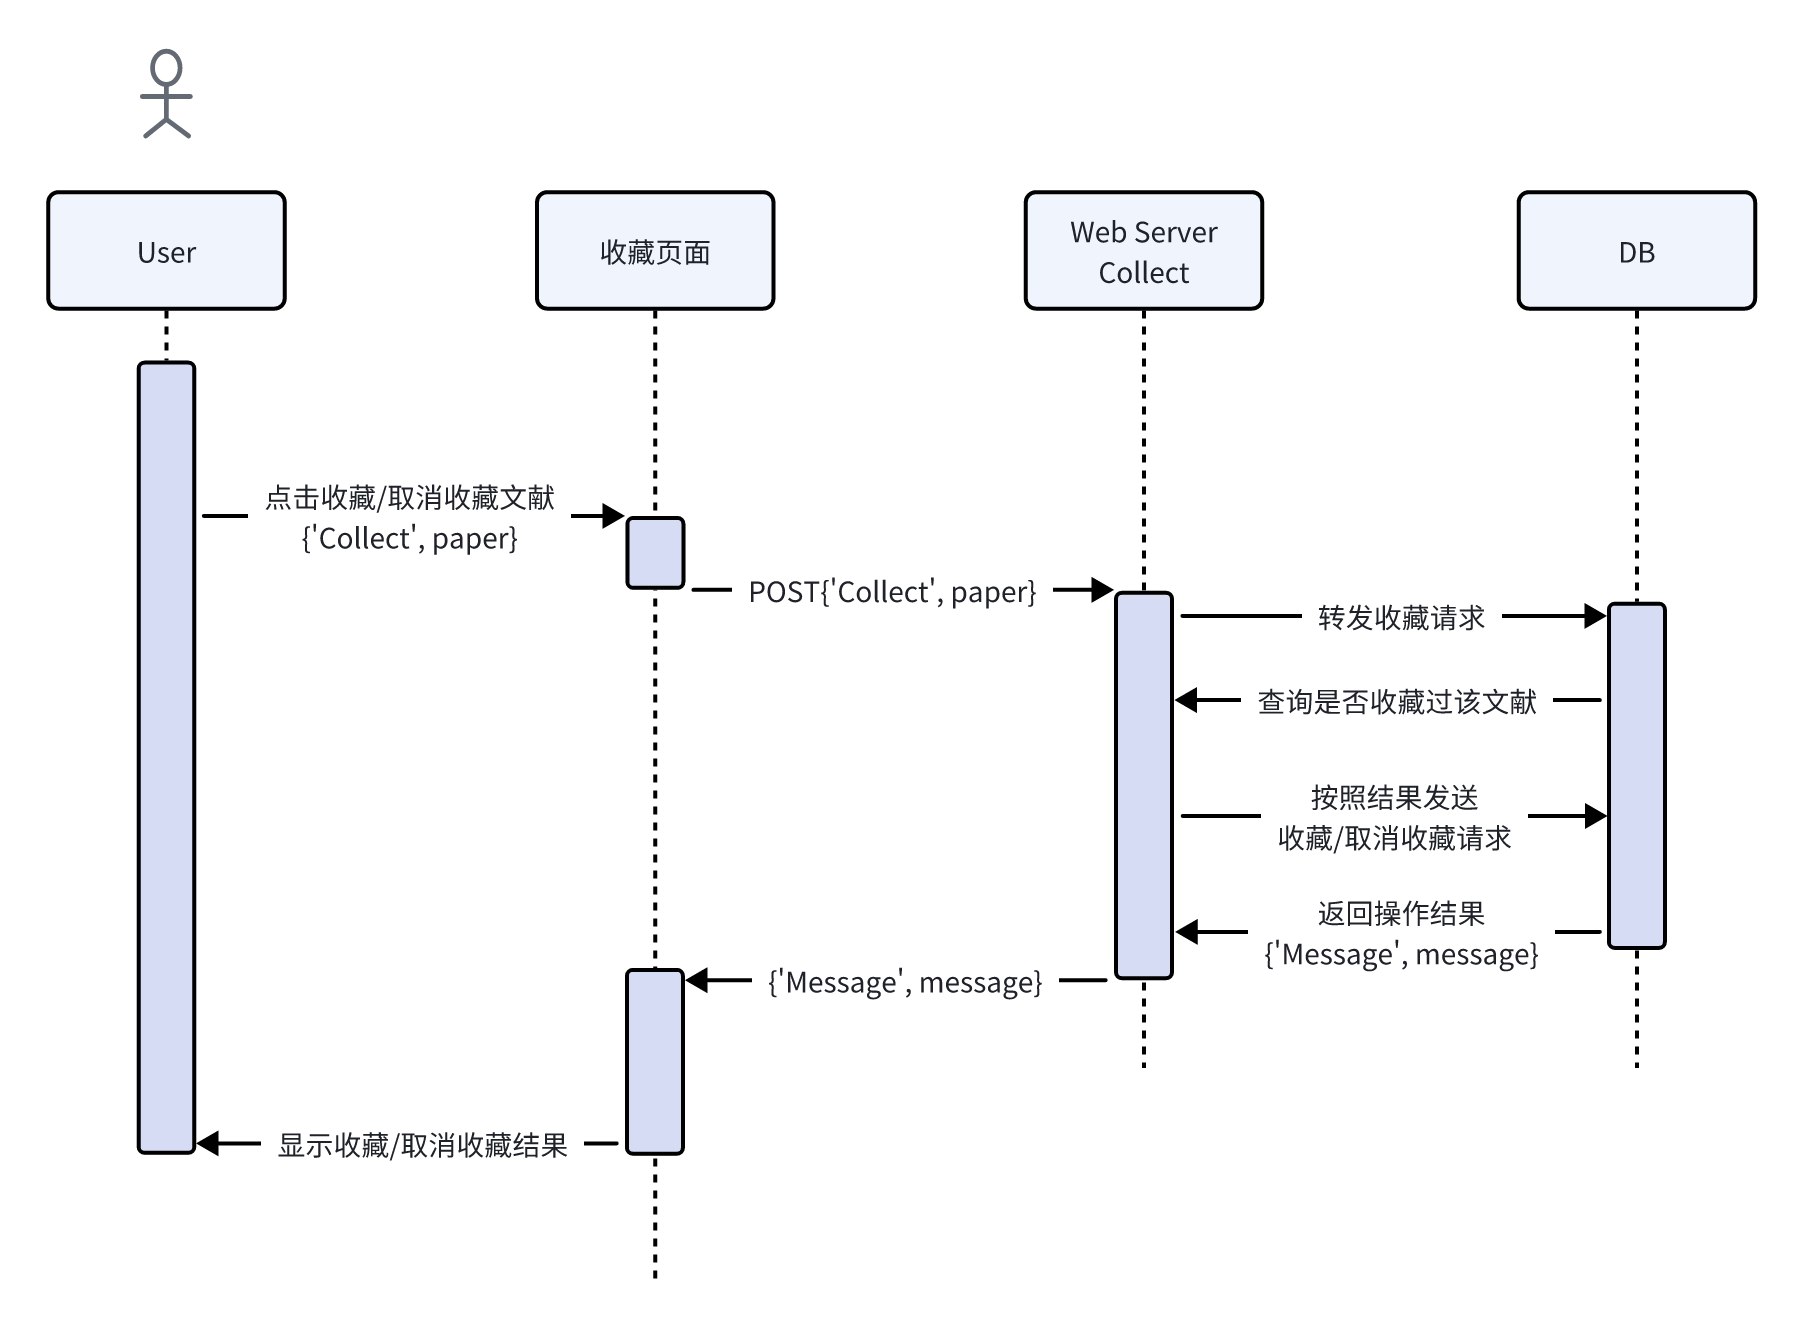 User
收藏页面
Web Server
Collect
DB
点击收藏/取消收藏文献
{'Collect', paper}
POST{'Collect', paper}
转发收藏请求
查询是否收藏过该文献
按照结果发送
收藏/取消收藏请求
返回操作结果
{'Message', message}
{'Message', message}
显示收藏/取消收藏结果